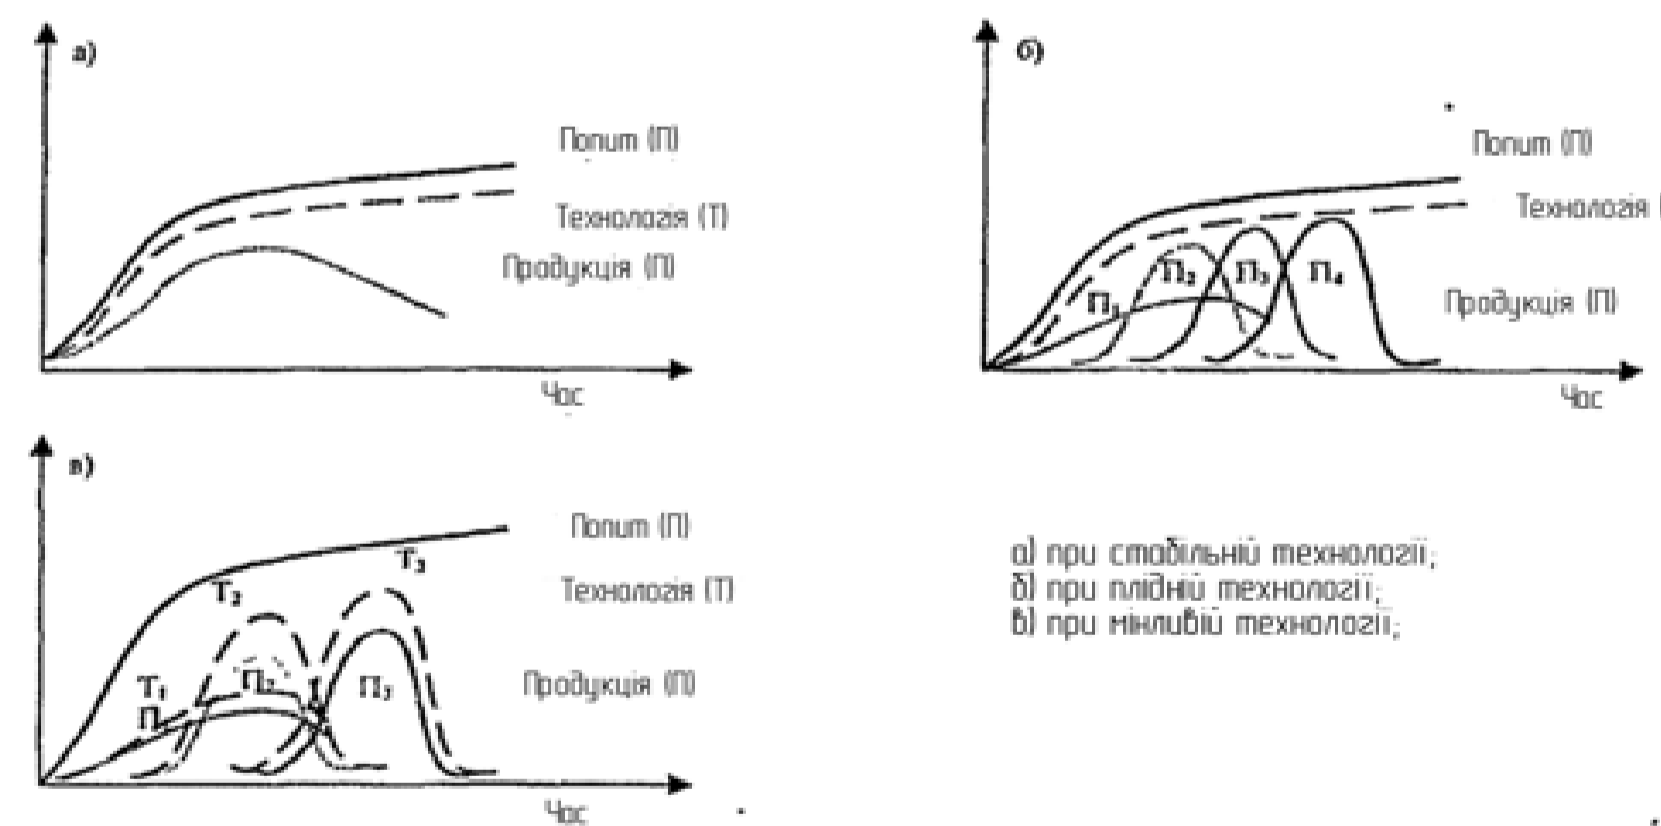 а)
Попит (П)
Технологія (Т)
Продукція (П)
Час
б)
Попит (П)
Технологія (
П₁
П₂
П₃
П₄
Продукція (П)
Час
в)
Попит (П)
Т₃
Т₂
Технологія (Т)
Т₁
П₂
П₃
П
Продукція (П)
Час
а) при стабільній технології;
б) при плідній технології;
в) при мінливій технології;